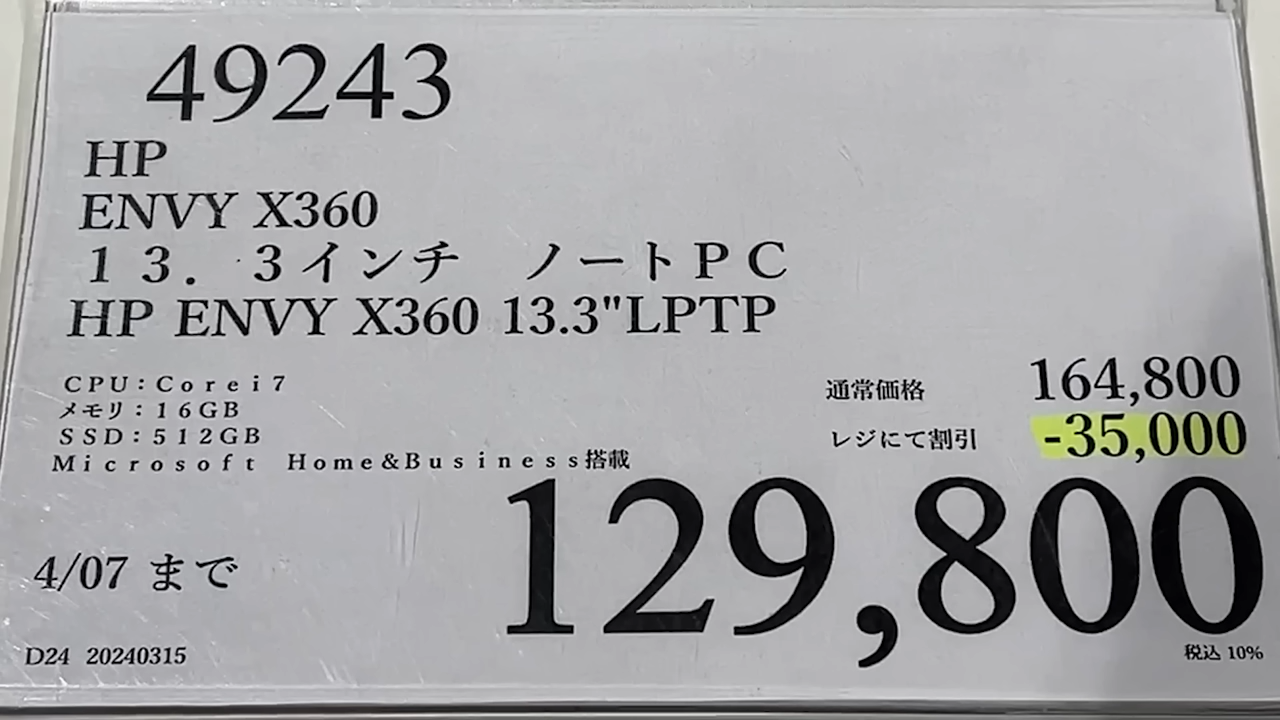 49243
HP
ENVY X360
１３．３インチ　ノートＰＣ
HP ENVY X360 13.3"LPTP
ＣＰＵ：Ｃｏｒｅｉ７
メモリ：１６ＧＢ
ＳＳＤ：５１２ＧＢ
Ｍｉｃｒｏｓｏｆｔ　Ｈｏｍｅ＆Ｂｕｓｉｎｅｓｓ搭載
通常価格 164,800
レジにて割引 -35,000
129,800
4/07 まで
税込 10%
D24 20240315